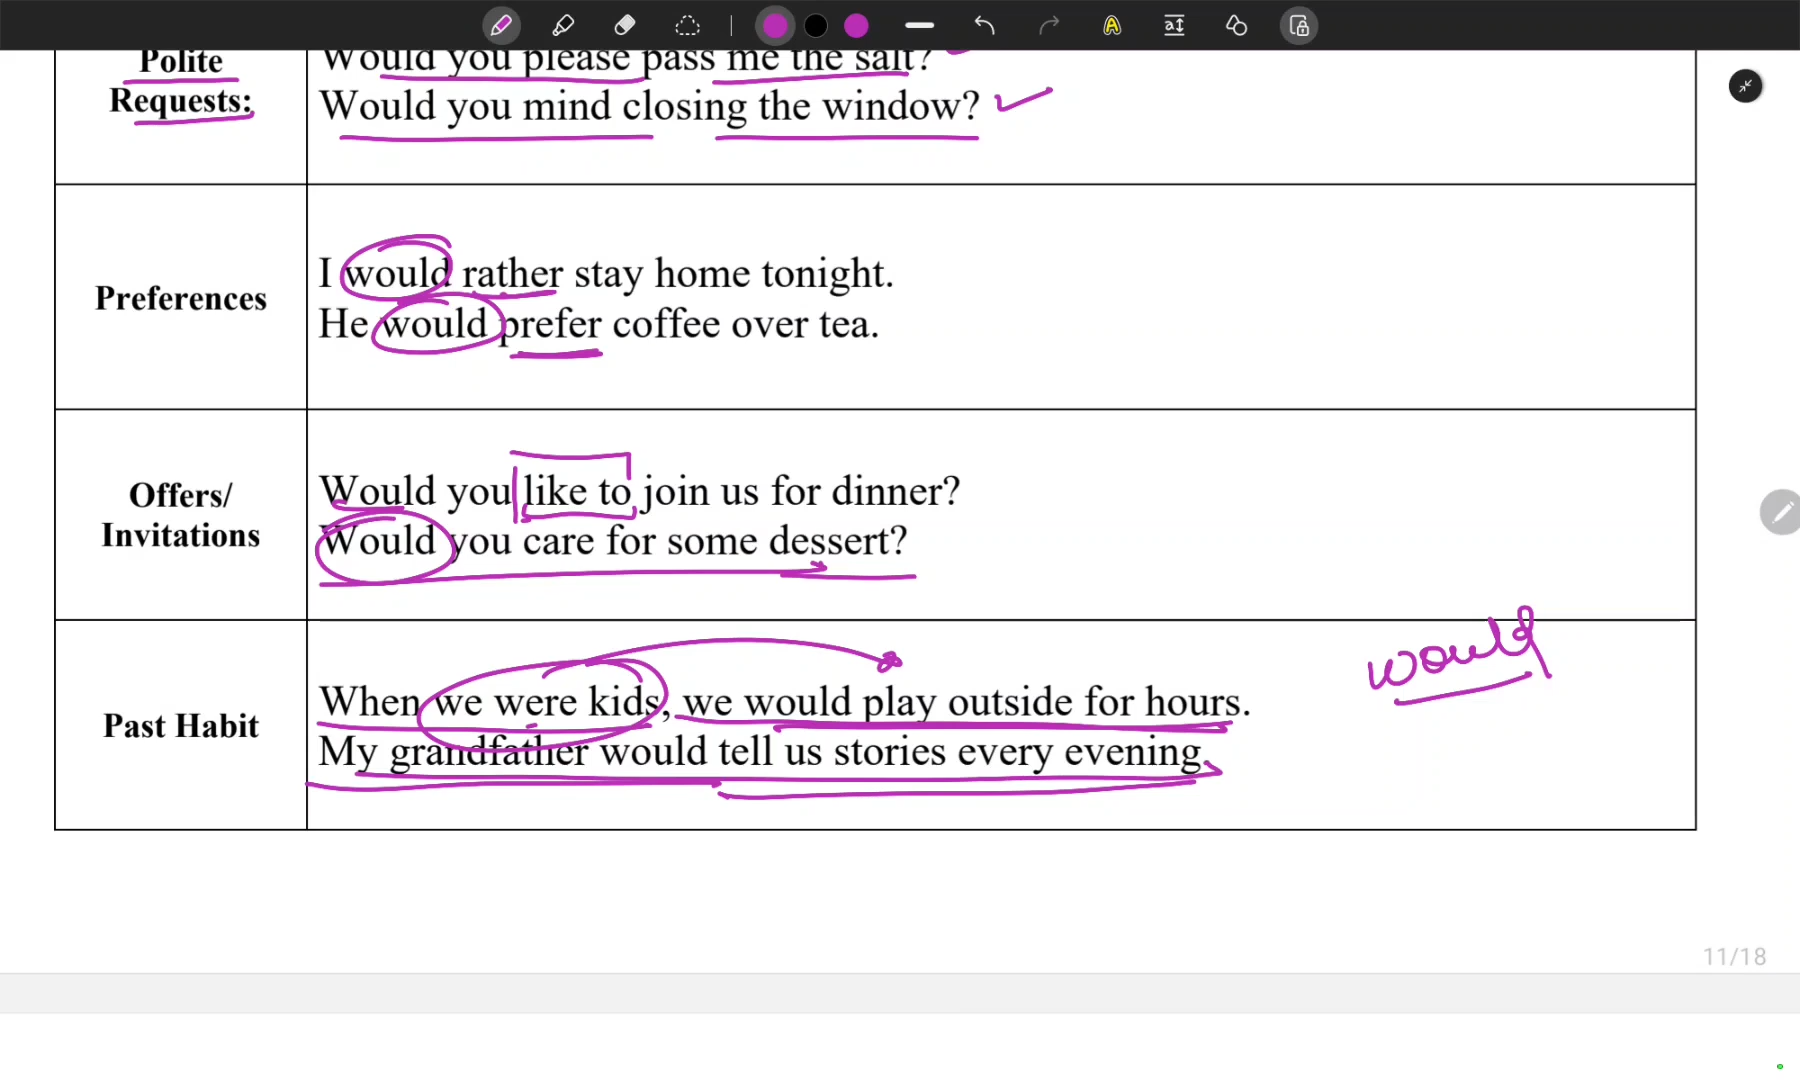 Polite
Requests:
Would you please pass me the salt?
Would you mind closing the window?
Preferences
I would rather stay home tonight.
He would prefer coffee over tea.
Offers/
Invitations
Would you like to join us for dinner?
Would you care for some dessert?
would
Past Habit
When we were kids, we would play outside for hours.
My grandfather would tell us stories every evening.
11/18